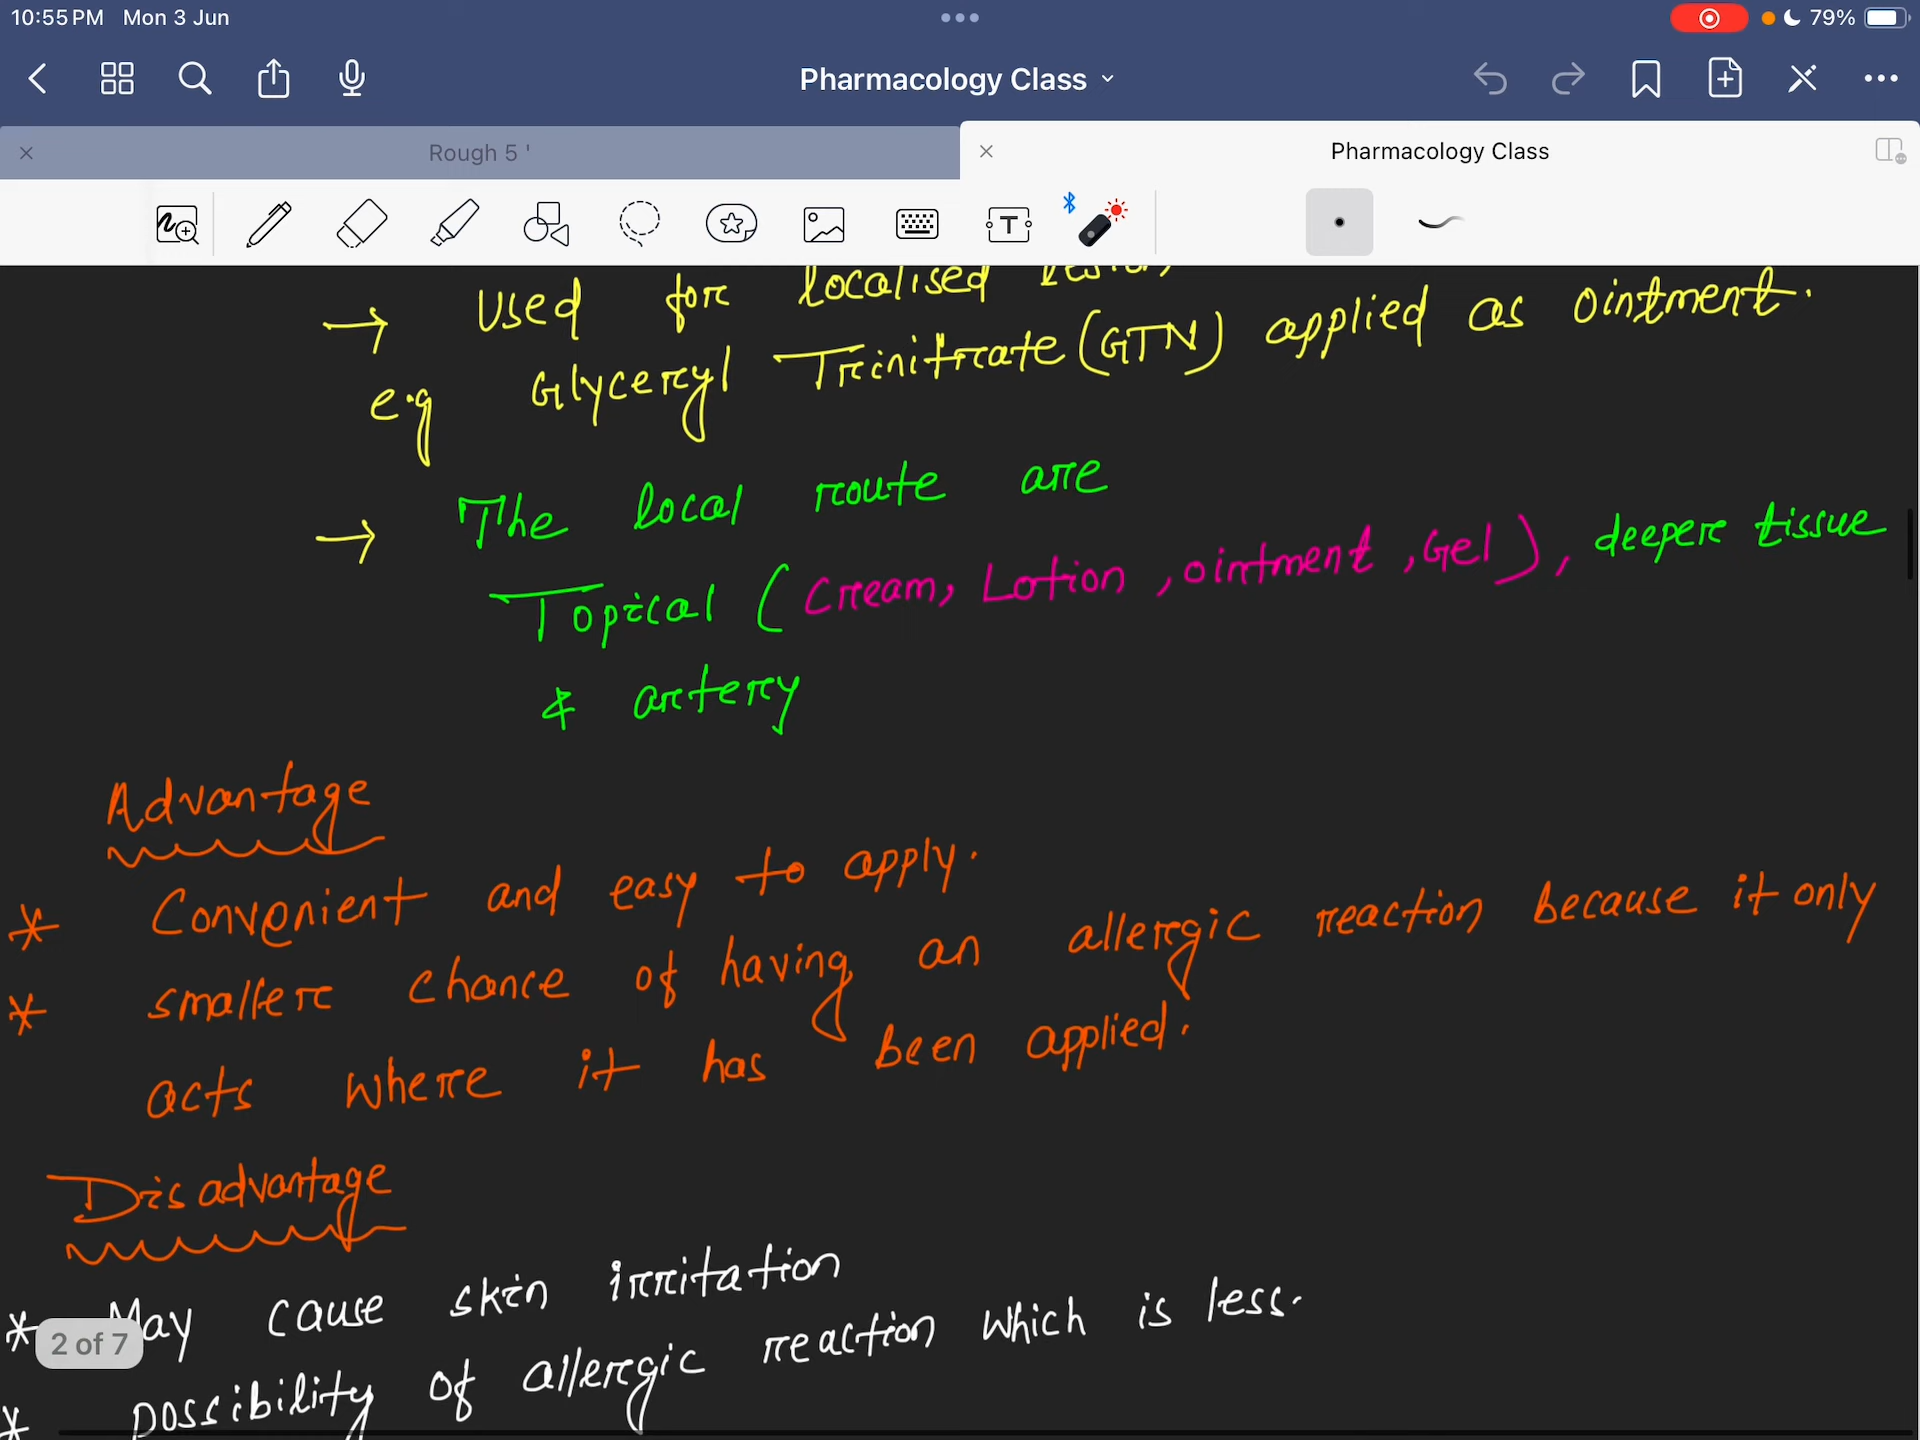 10:55 PM Mon 3 Jun 79%
Pharmacology Class
Rough 5 '
Pharmacology Class
→ Used for localised
e.g Glyceryl Trinitrate (GTN) applied as ointment.
→ The local route are
Topical (Cream, Lotion, ointment, Gel), deeper tissue
& artery
Advantage
* Convenient and easy to apply.
* smaller chance of having an allergic reaction because it only
acts where it has been applied.
Disadvantage
* May cause skin irritation
2 of 7
* possibility of allergic reaction which is less.